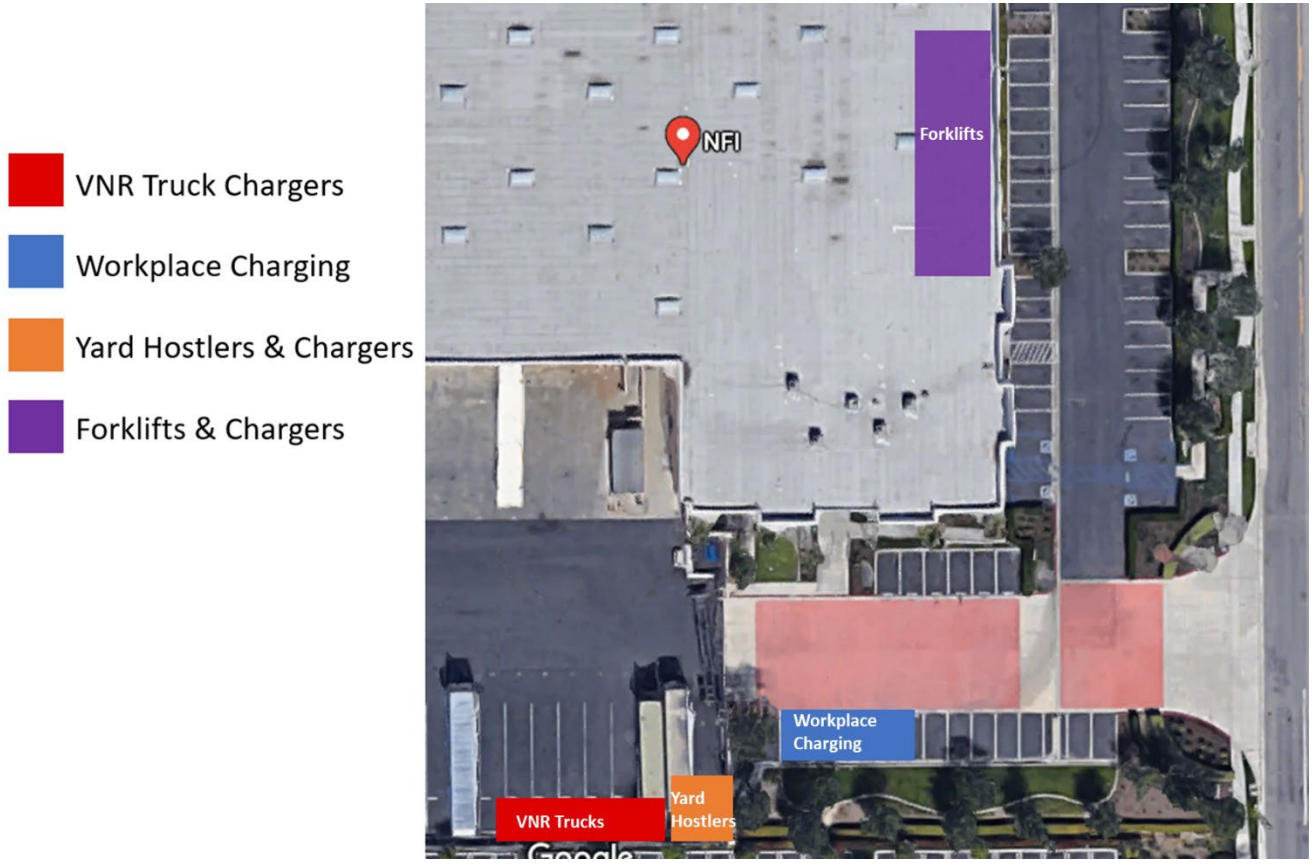 VNR Truck Chargers
Workplace Charging
Yard Hostlers & Chargers
Forklifts & Chargers
NFI
Forklifts
Workplace
Charging
Yard
Hostlers
VNR Trucks
Google